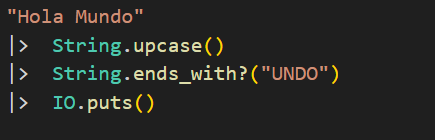 "Hola Mundo"
|>  String.upcase()
|>  String.ends_with?("UNDO")
|>  IO.puts()